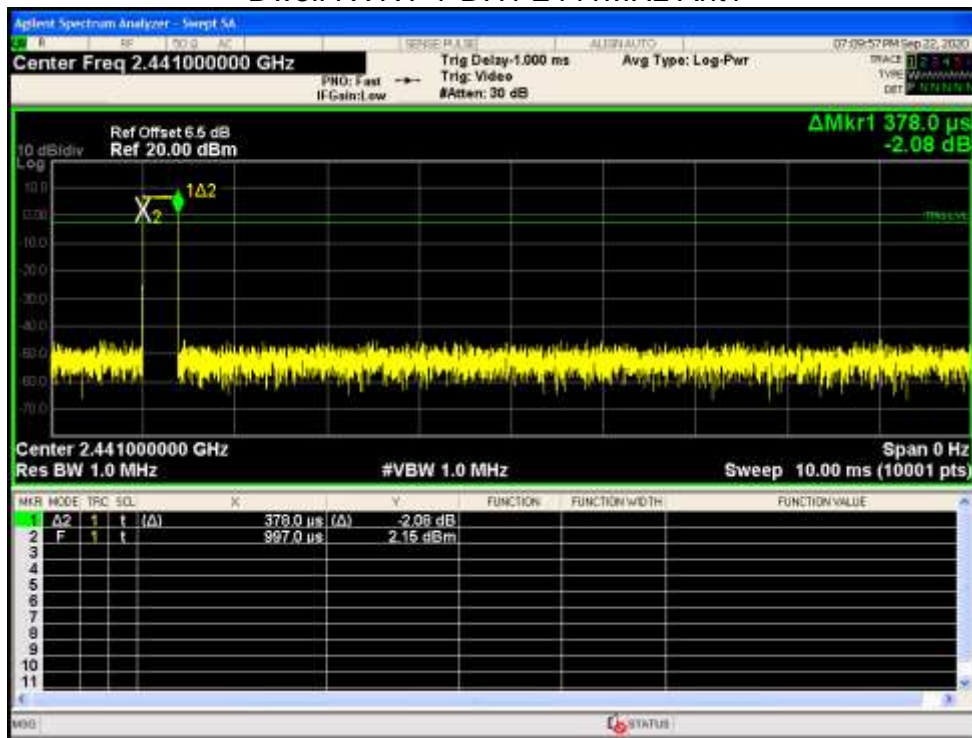 Agilent Spectrum Analyzer - Swept SA
RF 50 Ω AC SENSE:PULSE ALIGN AUTO 07:09:57 PM Sep 22, 2020
Center Freq 2.441000000 GHz
PNO: Fast
IFGain:Low
Trig Delay-1.000 ms
Trig: Video
#Atten: 30 dB
Avg Type: Log-Pwr
TRACE 1 2 3 4 5
TYPE
DET P N N N N N
Ref Offset 6.5 dB
10 dB/div Ref 20.00 dBm
Log
ΔMkr1 378.0 µs
-2.08 dB
10.0
0.00
-10.0
-20.0
-30.0
-40.0
-50.0
-60.0
-70.0
1Δ2
X2
TRIG LVL
Center 2.441000000 GHz Span 0 Hz
Res BW 1.0 MHz #VBW 1.0 MHz Sweep 10.00 ms (10001 pts)
MKR MODE TRC SCL X Y FUNCTION FUNCTION WIDTH FUNCTION VALUE
1 Δ2 1 t (Δ) 378.0 µs (Δ) -2.08 dB
2 F 1 t 997.0 µs 2.15 dBm
3
4
5
6
7
8
9
10
11
MSG STATUS